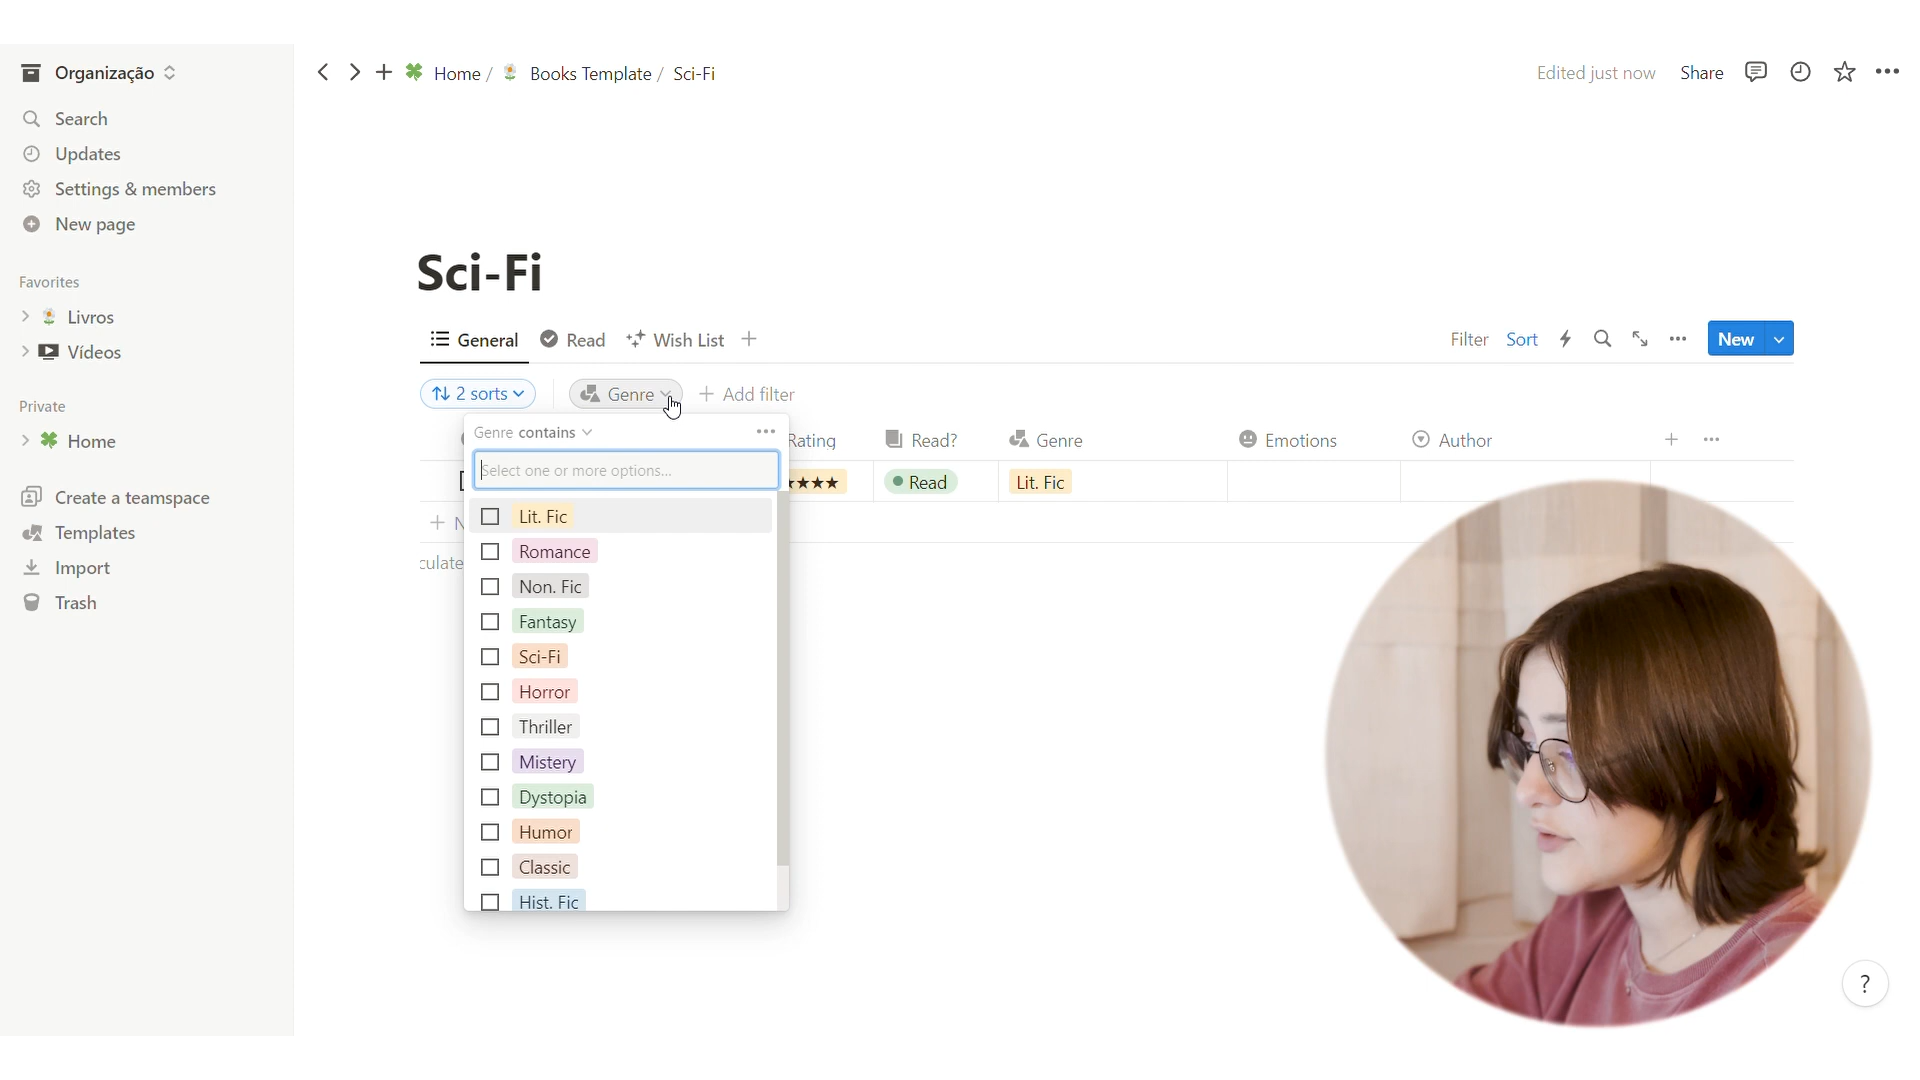 Organização
Home / Books Template / Sci-Fi
Edited just now
Share
Search
Updates
Settings & members
New page
Favorites
Livros
Vídeos
Private
Home
Create a teamspace
Templates
Import
Trash
Sci-Fi
General
Read
Wish List
Filter
Sort
New
2 sorts
Genre
Add filter
Genre contains
Rating
Read?
Genre
Emotions
Author
Select one or more options...
★★★★
Read
Lit. Fic
N
culate
Lit. Fic
Romance
Non. Fic
Fantasy
Sci-Fi
Horror
Thriller
Mistery
Dystopia
Humor
Classic
Hist. Fic
?